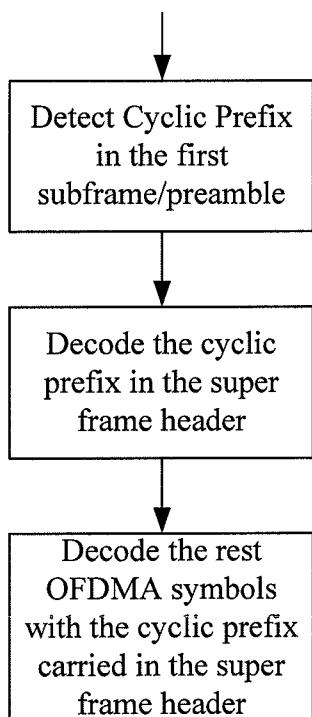 Detect Cyclic Prefix
in the first
subframe/preamble
Decode the cyclic
prefix in the super
frame header
Decode the rest
OFDMA symbols
with the cyclic prefix
carried in the super
frame header